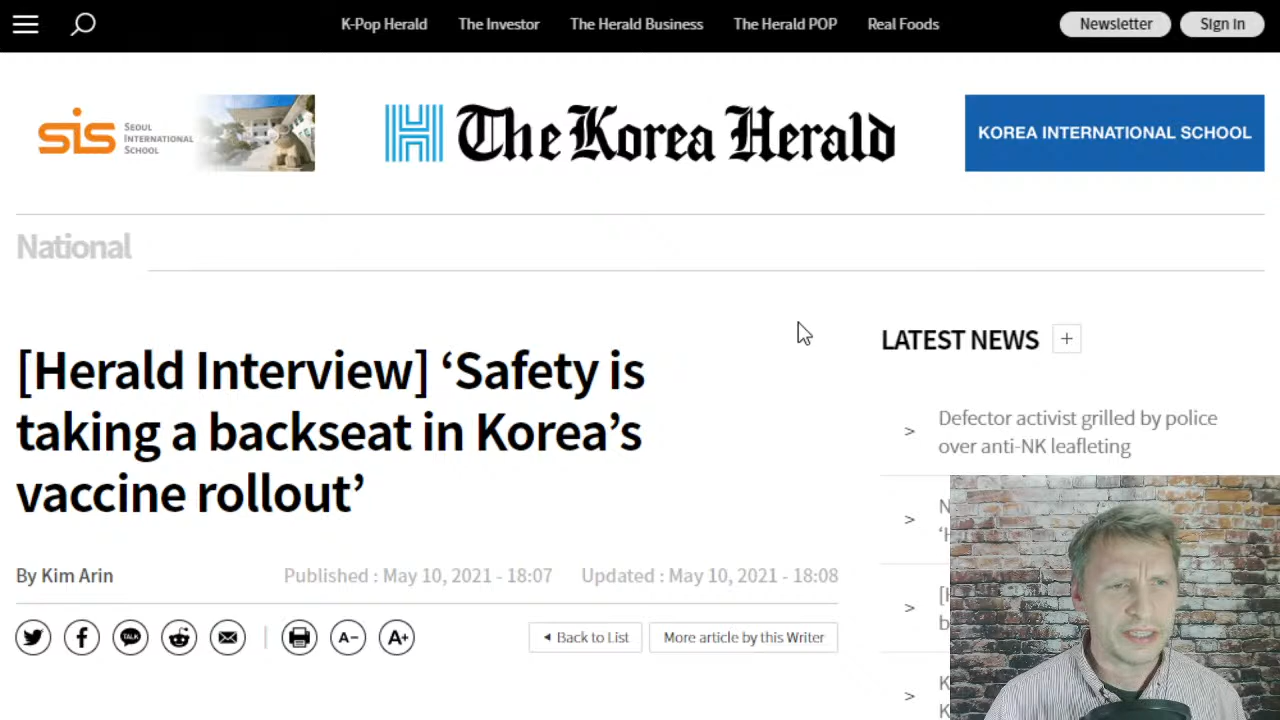 K-Pop Herald The Investor The Herald Business The Herald POP Real Foods Newsletter Sign In
sis SEOUL INTERNATIONAL SCHOOL
The Korea Herald
KOREA INTERNATIONAL SCHOOL
National
[Herald Interview] ‘Safety is
taking a backseat in Korea’s
vaccine rollout’
By Kim Arin Published : May 10, 2021 - 18:07 Updated : May 10, 2021 - 18:08
TALK A- A+ Back to List More article by this Writer
LATEST NEWS +
> Defector activist grilled by police
over anti-NK leafleting
>
>
>